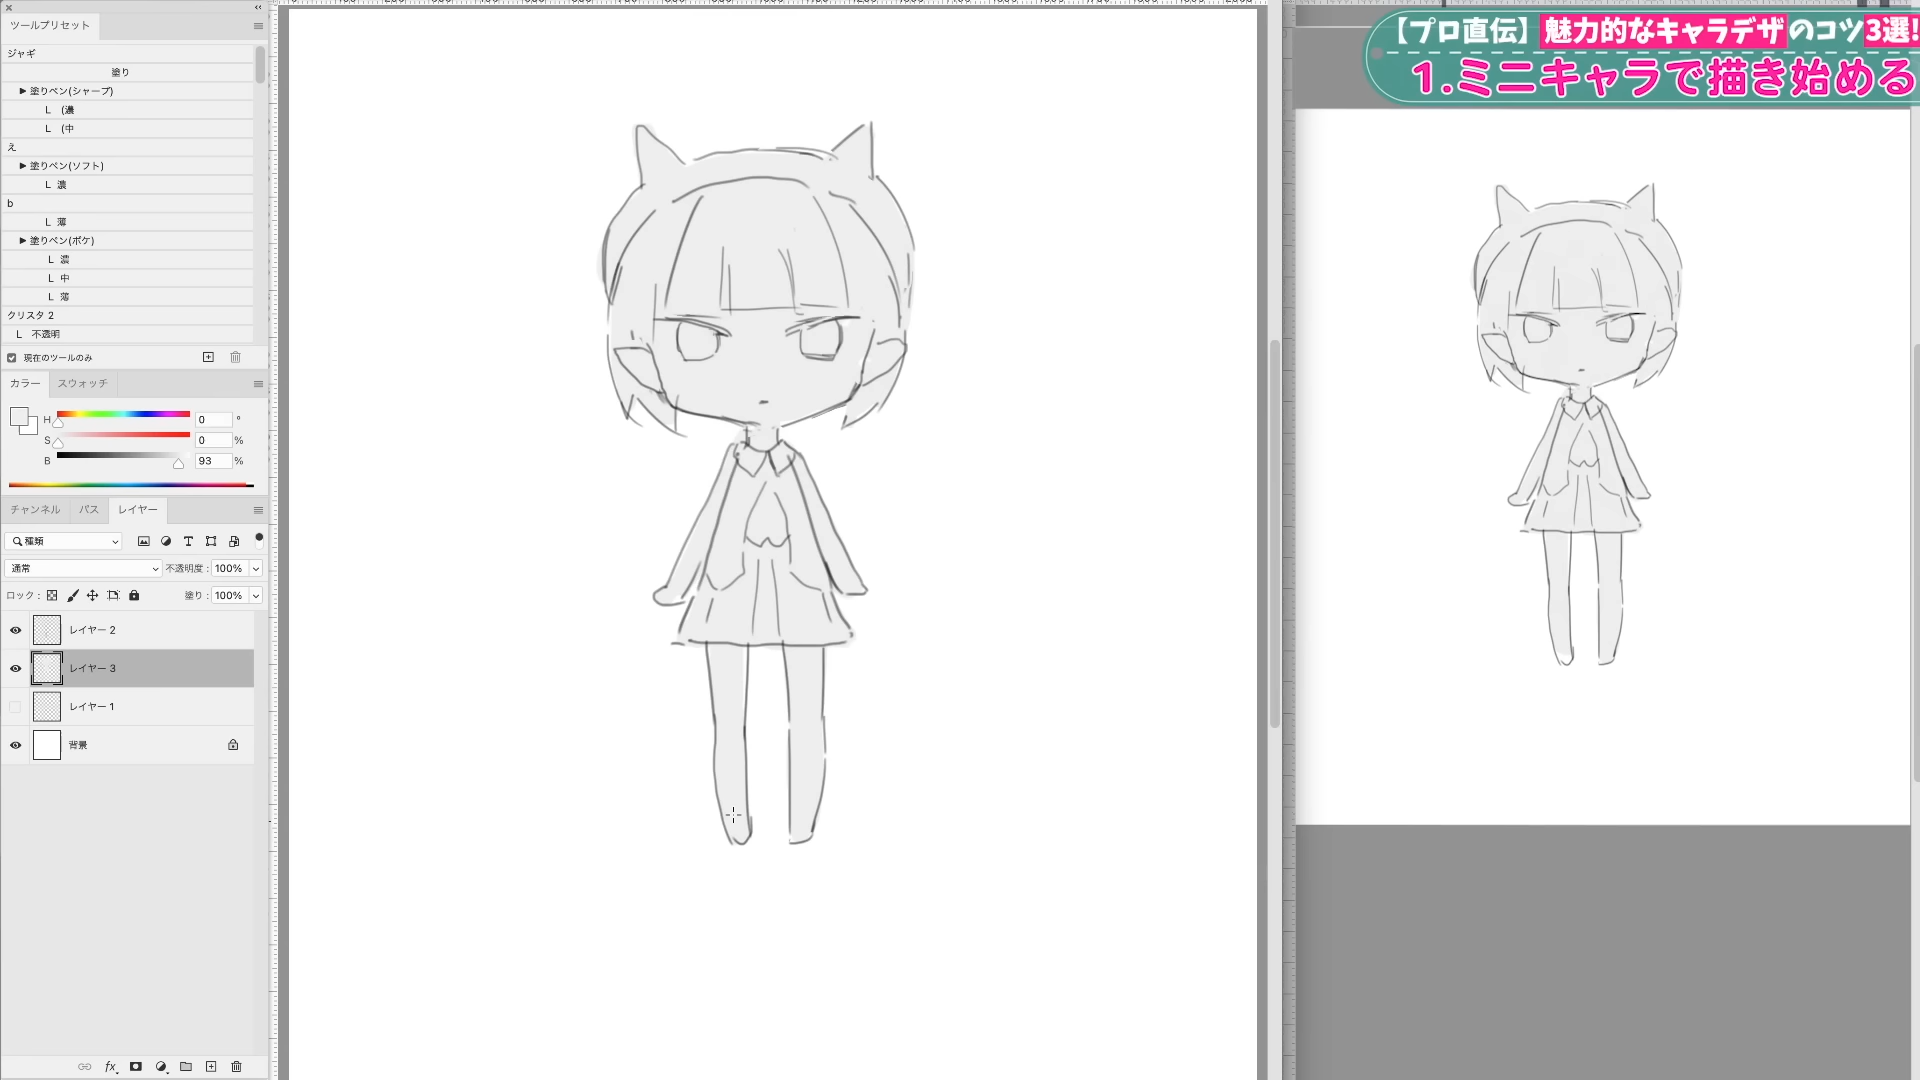 ツールプリセット
ジャギ
塗り
▶ 塗りペン(シャープ)
L (濃
L (中
え
▶ 塗りペン(ソフト)
L 濃
b
L 薄
▶ 塗りペン(ボケ)
L 濃
L 中
L 薄
クリスタ 2
L 不透明
現在のツールのみ
カラー スウォッチ
H 0 °
S 0 %
B 93 %
チャンネル パス レイヤー
種類
通常 不透明度 : 100%
ロック : 塗り : 100%
レイヤー 2
レイヤー 3
レイヤー 1
背景
fx
【プロ直伝】魅力的なキャラデザのコツ3選!
1.ミニキャラで描き始める